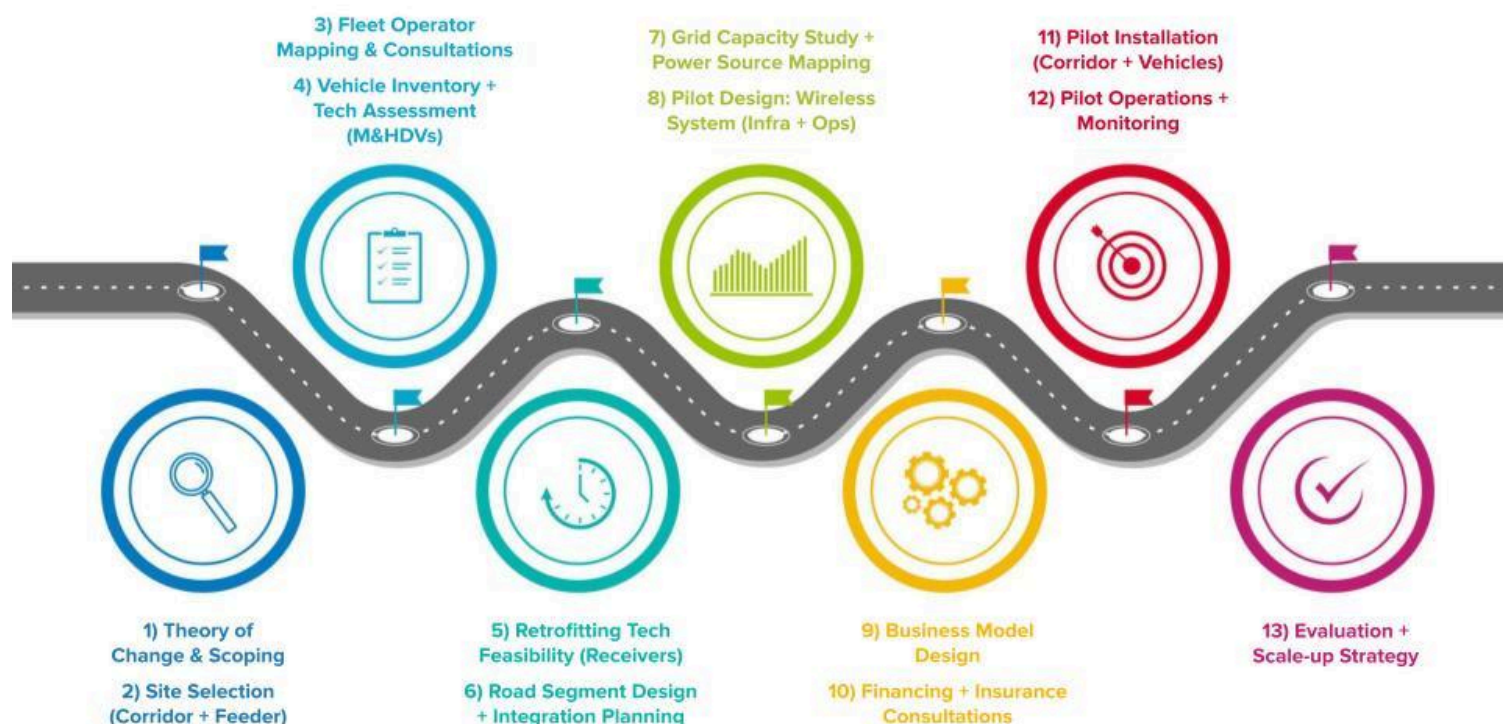 3) Fleet Operator
Mapping & Consultations
4) Vehicle Inventory +
Tech Assessment
(M&HDVs)
7) Grid Capacity Study +
Power Source Mapping
8) Pilot Design: Wireless
System (Infra + Ops)
11) Pilot Installation
(Corridor + Vehicles)
12) Pilot Operations +
Monitoring
1) Theory of
Change & Scoping
2) Site Selection
(Corridor + Feeder)
5) Retrofitting Tech
Feasibility (Receivers)
6) Road Segment Design
+ Integration Planning
9) Business Model
Design
10) Financing + Insurance
Consultations
13) Evaluation +
Scale-up Strategy